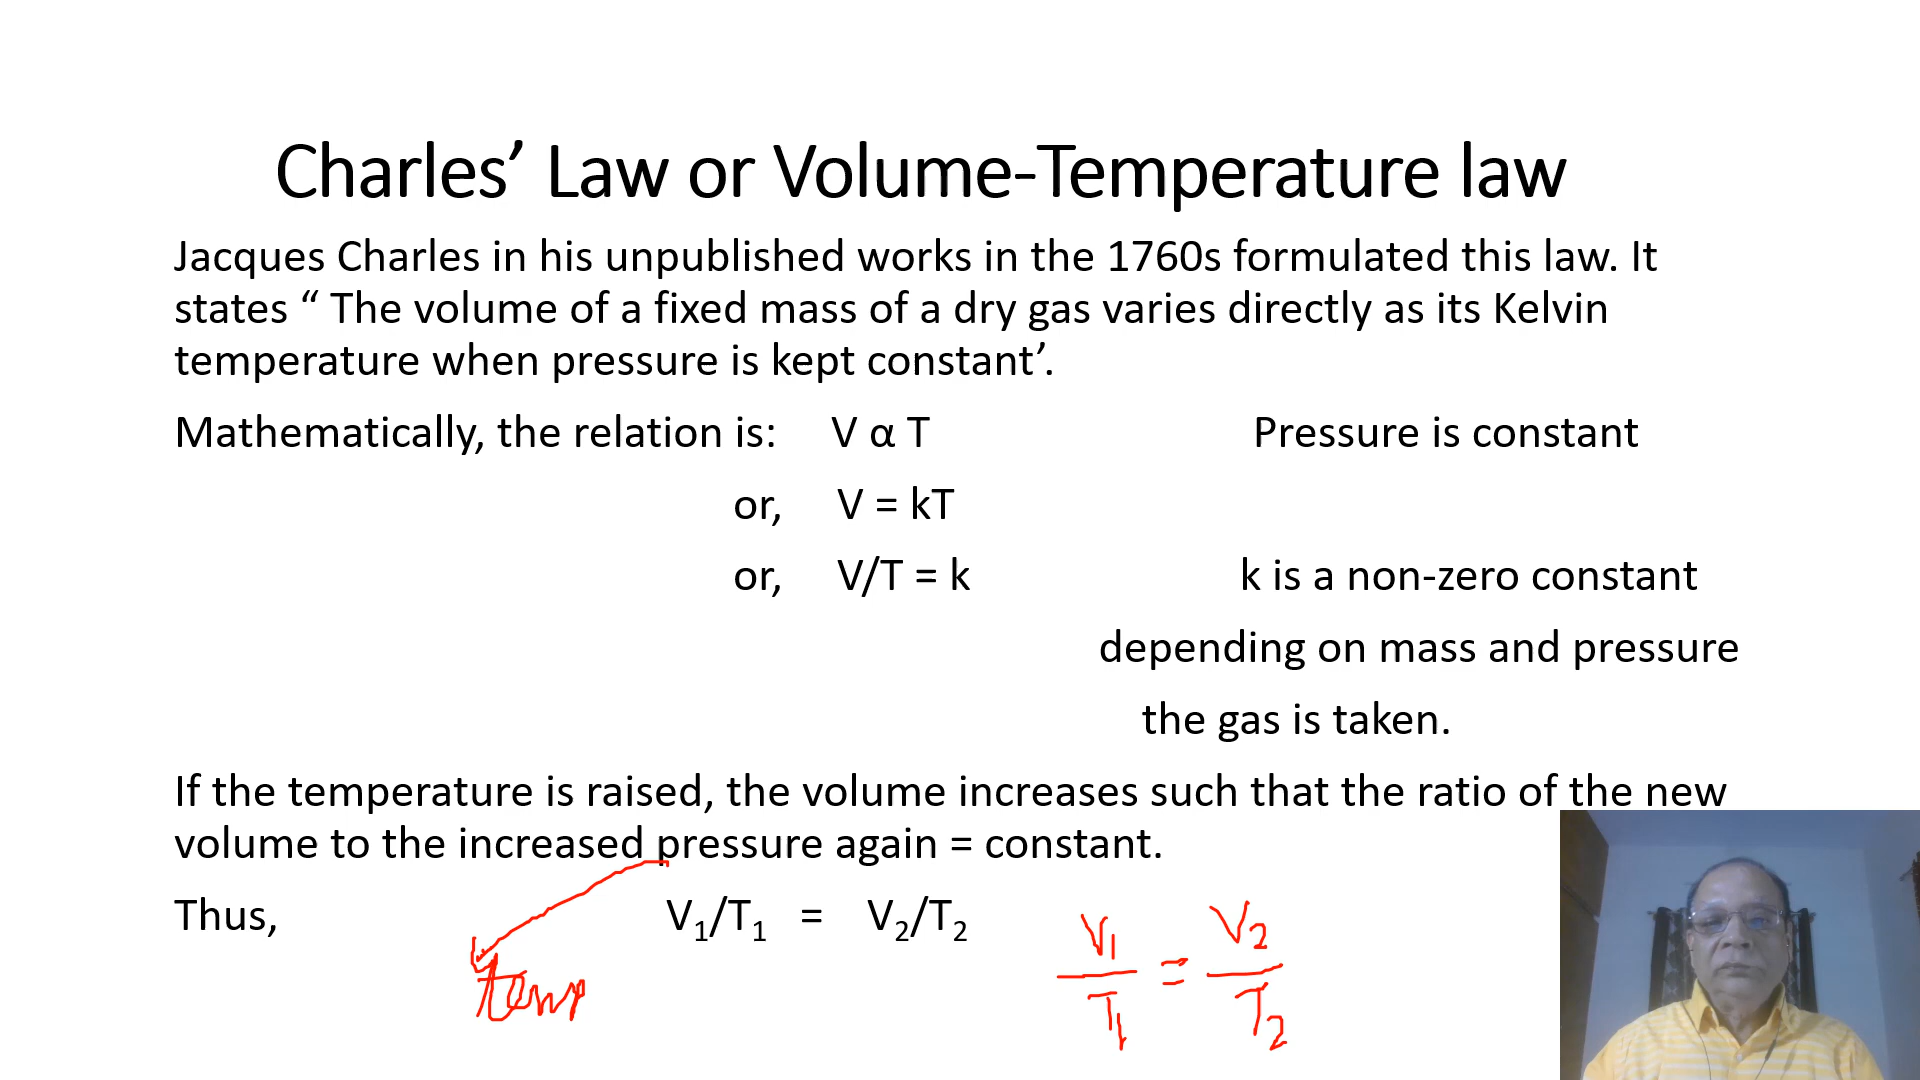 Charles’ Law or Volume-Temperature law
Jacques Charles in his unpublished works in the 1760s formulated this law. It
states “ The volume of a fixed mass of a dry gas varies directly as its Kelvin
temperature when pressure is kept constant’.
Mathematically, the relation is: V α T Pressure is constant
or, V = kT
or, V/T = k k is a non-zero constant
depending on mass and pressure
the gas is taken.
If the temperature is raised, the volume increases such that the ratio of the new
volume to the increased pressure again = constant.
Thus, V₁/T₁ = V₂/T₂
temp
V₁/T₁ = V₂/T₂